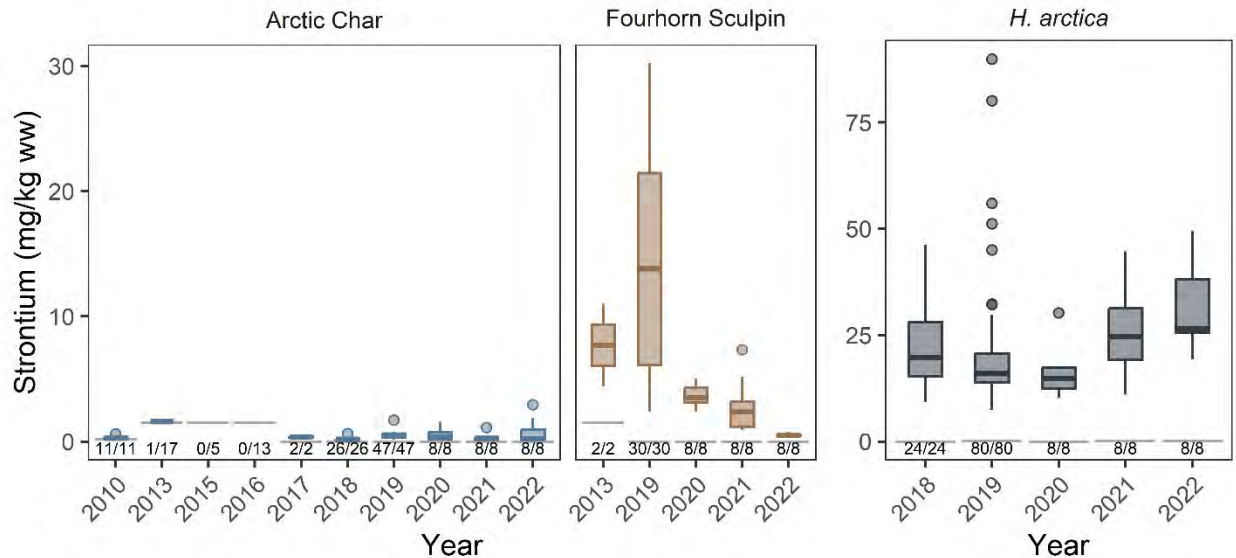 Arctic Char
Fourhorn Sculpin
H. arctica
Strontium (mg/kg ww)
30
20
10
0
75
50
25
0
11/11 1/17 0/5 0/13 2/2 26/26 47/47 8/8 8/8 8/8
2/2 30/30 8/8 8/8 8/8
24/24 80/80 8/8 8/8 8/8
2010 2013 2015 2016 2017 2018 2019 2020 2021 2022
2013 2019 2020 2021 2022
2018 2019 2020 2021 2022
Year
Year